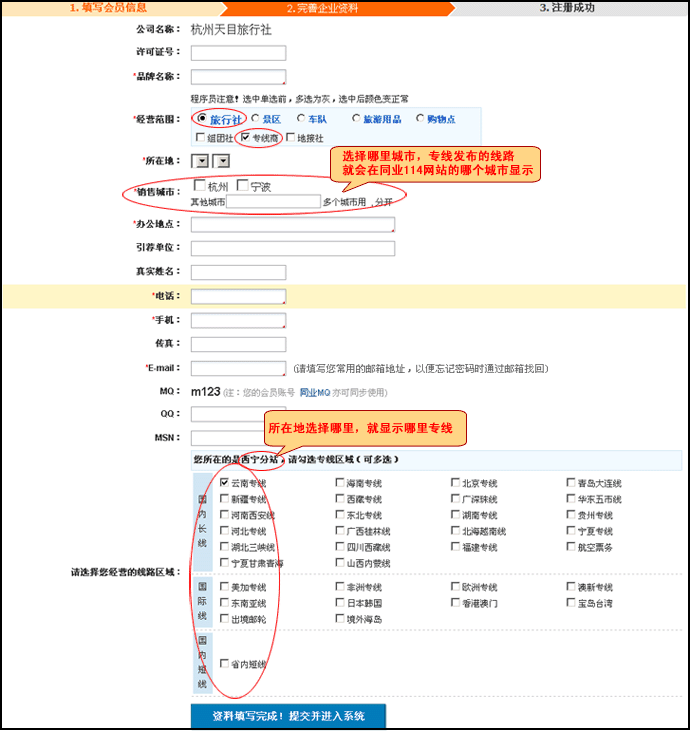 1. 填写会员信息 2. 完善企业资料 3. 注册成功
公司名称： 杭州天目旅行社
许可证号：
*品牌名称：
程序员注意！选中单选前，多选为灰，选中后颜色变正常
*经营范围： 旅行社 景区 车队 旅游用品 购物点
组团社 专线商 地接社
*所在地：
选择哪里城市，专线发布的线路
就会在同业114网站的哪个城市显示
*销售城市： 杭州 宁波
其他城市 多个城市用 ,分开
*办公地点：
引荐单位：
真实姓名：
*电话：
*手机：
传真：
*E-mail： (请填写您常用的邮箱地址，以便忘记密码时通过邮箱找回)
MQ： m123 (注：您的会员账号 同业MQ 亦可同步使用)
QQ：
所在地选择哪里，就显示哪里专线
MSN：
您所在的是西宁分站，请勾选专线区域（可多选）
请选择您经营的线路区域：
国内长线
云南专线 海南专线 北京专线 青岛大连线
新疆专线 西藏专线 广深珠线 华东五市线
河南西安线 东北专线 湖南专线 贵州专线
河北专线 广西桂林线 北海越南线 宁夏专线
湖北三峡线 四川西藏线 福建专线 航空票务
宁夏甘肃青海 山西内蒙线
国际线
美加专线 非洲专线 欧洲专线 澳新专线
东南亚线 日本韩国 香港澳门 宝岛台湾
出境邮轮 境外海岛
国内短线
省内短线
资料填写完成！提交并进入系统